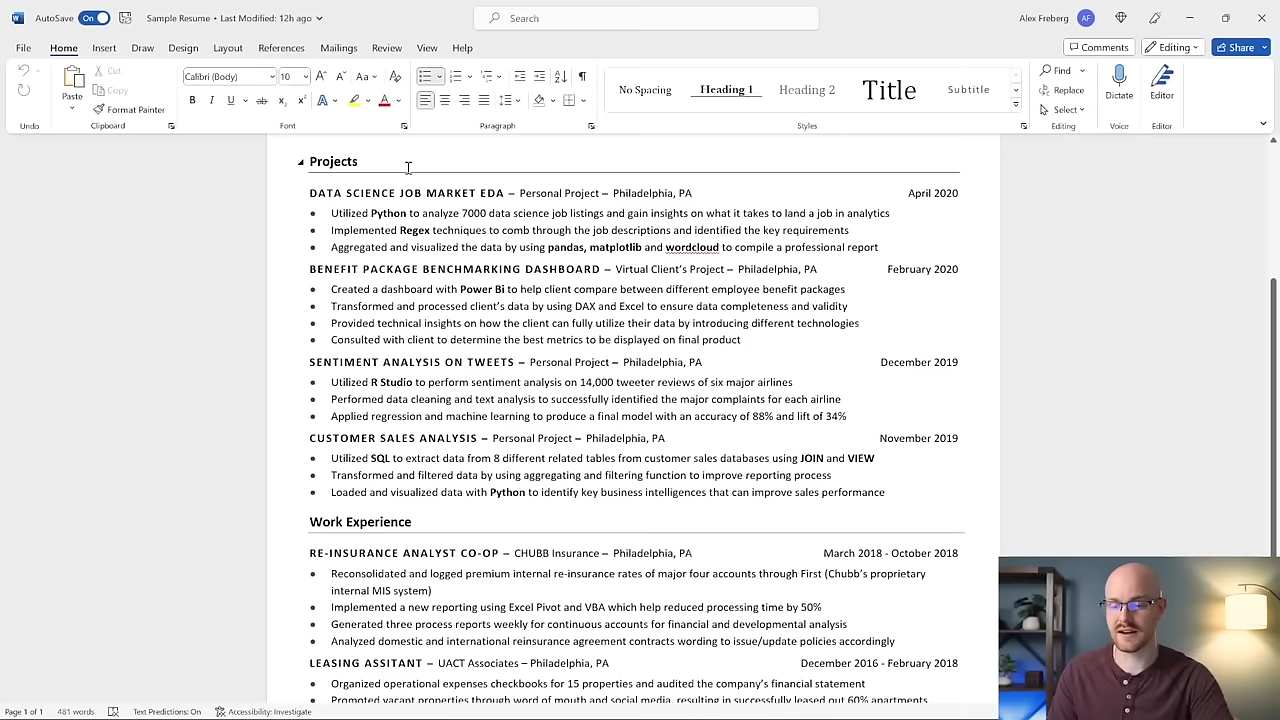 AutoSave On Sample Resume • Last Modified: 12h ago Search Alex Freberg AF
File Home Insert Draw Design Layout References Mailings Review View Help Comments Editing Share
Paste Cut Copy Format Painter
Calibri (Body) 10
No Spacing Heading 1 Heading 2 Title Subtitle
Find Replace Select Dictate Editor
Undo Clipboard Font Paragraph Styles Editing Voice Editor
Projects
DATA SCIENCE JOB MARKET EDA – Personal Project – Philadelphia, PA April 2020
• Utilized Python to analyze 7000 data science job listings and gain insights on what it takes to land a job in analytics
• Implemented Regex techniques to comb through the job descriptions and identified the key requirements
• Aggregated and visualized the data by using pandas, matplotlib and wordcloud to compile a professional report
BENEFIT PACKAGE BENCHMARKING DASHBOARD – Virtual Client's Project – Philadelphia, PA February 2020
• Created a dashboard with Power Bi to help client compare between different employee benefit packages
• Transformed and processed client's data by using DAX and Excel to ensure data completeness and validity
• Provided technical insights on how the client can fully utilize their data by introducing different technologies
• Consulted with client to determine the best metrics to be displayed on final product
SENTIMENT ANALYSIS ON TWEETS – Personal Project – Philadelphia, PA December 2019
• Utilized R Studio to perform sentiment analysis on 14,000 tweeter reviews of six major airlines
• Performed data cleaning and text analysis to successfully identified the major complaints for each airline
• Applied regression and machine learning to produce a final model with an accuracy of 88% and lift of 34%
CUSTOMER SALES ANALYSIS – Personal Project – Philadelphia, PA November 2019
• Utilized SQL to extract data from 8 different related tables from customer sales databases using JOIN and VIEW
• Transformed and filtered data by using aggregating and filtering function to improve reporting process
• Loaded and visualized data with Python to identify key business intelligences that can improve sales performance
Work Experience
RE-INSURANCE ANALYST CO-OP – CHUBB Insurance – Philadelphia, PA March 2018 - October 2018
• Reconsolidated and logged premium internal re-insurance rates of major four accounts through First (Chubb's proprietary
internal MIS system)
• Implemented a new reporting using Excel Pivot and VBA which help reduced processing time by 50%
• Generated three process reports weekly for continuous accounts for financial and developmental analysis
• Analyzed domestic and international reinsurance agreement contracts wording to issue/update policies accordingly
LEASING ASSITANT – UACT Associates – Philadelphia, PA December 2016 - February 2018
• Organized operational expenses checkbooks for 15 properties and audited the company's financial statement
• Promoted vacant properties through word of mouth and social media, resulting in successfully leased out 60% apartments
Page 1 of 1 481 words Text Predictions: On Accessibility: Investigate